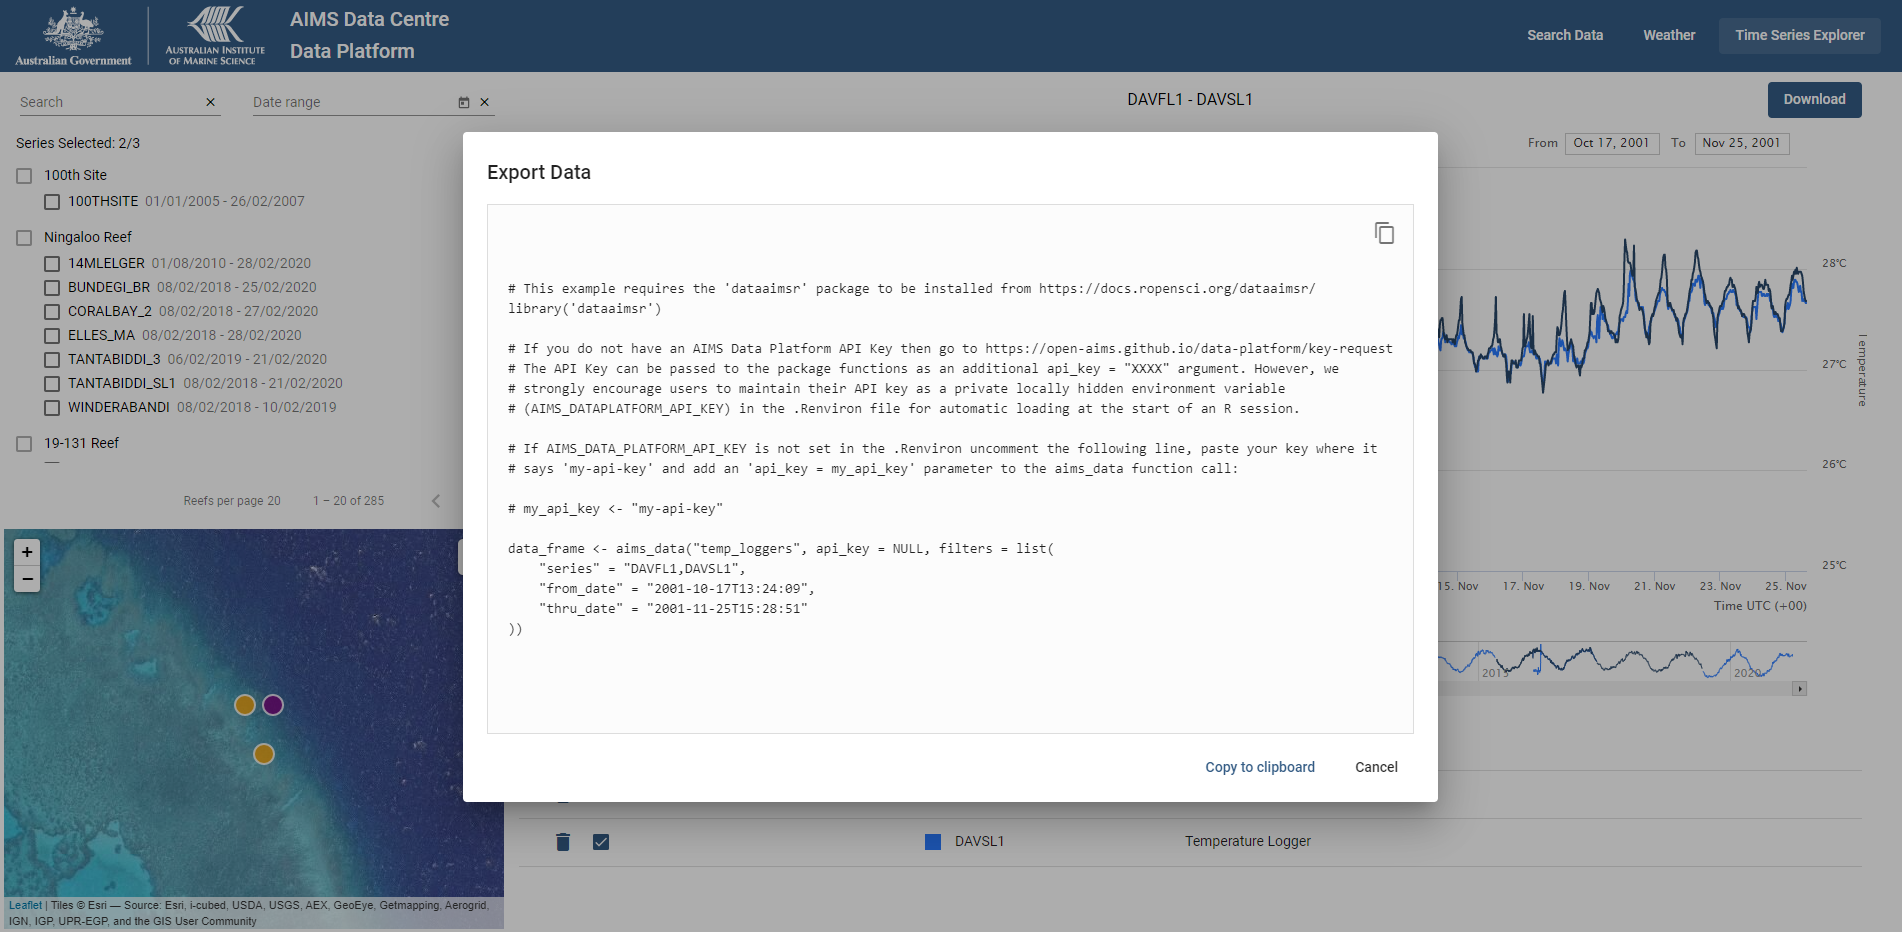 Australian Government
AUSTRALIAN INSTITUTE
OF MARINE SCIENCE
AIMS Data Centre
Data Platform
Search Data
Weather
Time Series Explorer
Search
Date range
DAVFL1 - DAVSL1
Download
Series Selected: 2/3
From
Oct 17, 2001
To
Nov 25, 2001
100th Site
100THSITE 01/01/2005 - 26/02/2007
Ningaloo Reef
14MLELGER 01/08/2010 - 28/02/2020
BUNDEGI_BR 08/02/2018 - 25/02/2020
CORALBAY_2 08/02/2018 - 27/02/2020
ELLES_MA 08/02/2018 - 28/02/2020
TANTABIDDI_3 06/02/2019 - 21/02/2020
TANTABIDDI_SL1 08/02/2018 - 21/02/2020
WINDERABANDI 08/02/2018 - 10/02/2019
19-131 Reef
Reefs per page 20
1 – 20 of 285
+
−
Leaflet | Tiles © Esri — Source: Esri, i-cubed, USDA, USGS, AEX, GeoEye, Getmapping, Aerogrid,
IGN, IGP, UPR-EGP, and the GIS User Community
Export Data
# This example requires the 'dataaimsr' package to be installed from https://docs.ropensci.org/dataaimsr/
library('dataaimsr')
# If you do not have an AIMS Data Platform API Key then go to https://open-aims.github.io/data-platform/key-request
# The API Key can be passed to the package functions as an additional api_key = "XXXX" argument. However, we
# strongly encourage users to maintain their API key as a private locally hidden environment variable
# (AIMS_DATAPLATFORM_API_KEY) in the .Renviron file for automatic loading at the start of an R session.
# If AIMS_DATA_PLATFORM_API_KEY is not set in the .Renviron uncomment the following line, paste your key where it
# says 'my-api-key' and add an 'api_key = my_api_key' parameter to the aims_data function call:
# my_api_key <- "my-api-key"
data_frame <- aims_data("temp_loggers", api_key = NULL, filters = list(
"series" = "DAVFL1,DAVSL1",
"from_date" = "2001-10-17T13:24:09",
"thru_date" = "2001-11-25T15:28:51"
))
Copy to clipboard
Cancel
28°C
27°C
26°C
25°C
Temperature
15. Nov
17. Nov
19. Nov
21. Nov
23. Nov
25. Nov
Time UTC (+00)
2015
2020
DAVSL1
Temperature Logger